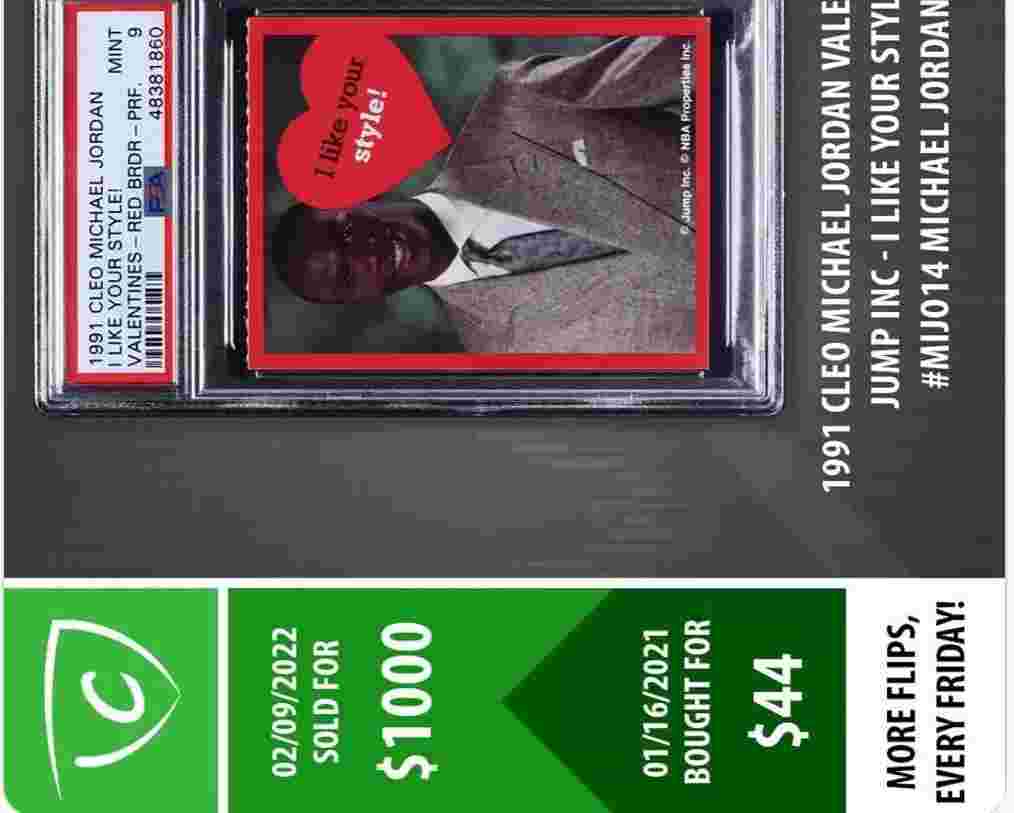 1991 CLEO MICHAEL JORDAN
I LIKE YOUR STYLE! MINT
VALENTINES - RED BRDR - PRF. 9
PSA 48381860
I like your
style!
© Jump Inc. © NBA Properties Inc.
1991 CLEO MICHAEL JORDAN VALE
JUMP INC - I LIKE YOUR STYL
#MIJO14 MICHAEL JORDAN
C
02/09/2022
SOLD FOR
$1000
01/16/2021
BOUGHT FOR
$44
MORE FLIPS,
EVERY FRIDAY!